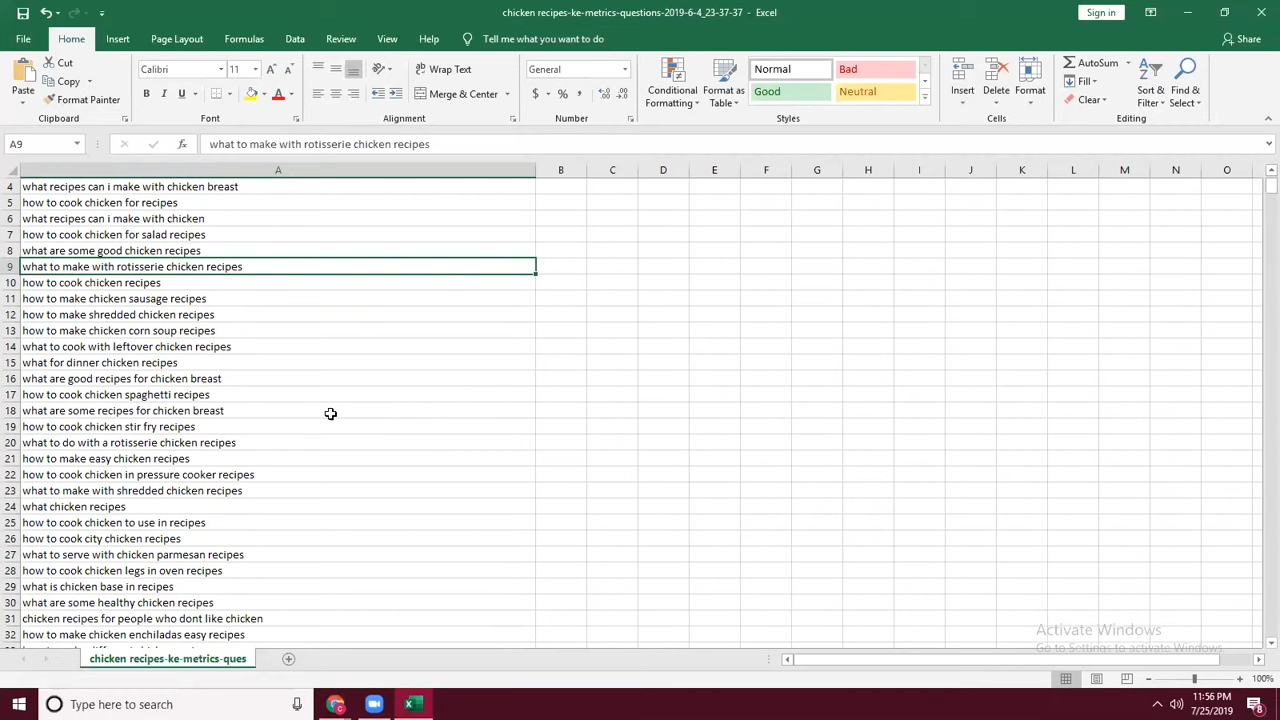 chicken recipes-ke-metrics-questions-2019-6-4_23-37-37 - Excel
Sign in
File Home Insert Page Layout Formulas Data Review View Help Tell me what you want to do Share
Paste
Cut
Copy
Format Painter
Clipboard
Calibri 11
B I U
Font
Wrap Text
Merge & Center
Alignment
General
$ % ,
Number
Conditional Formatting
Format as Table
Normal Bad
Good Neutral
Styles
Insert Delete Format
Cells
AutoSum
Fill
Clear
Sort & Filter
Find & Select
Editing
A9 fx what to make with rotisserie chicken recipes
A B C D E F G H I J K L M N O
4 what recipes can i make with chicken breast
5 how to cook chicken for recipes
6 what recipes can i make with chicken
7 how to cook chicken for salad recipes
8 what are some good chicken recipes
9 what to make with rotisserie chicken recipes
10 how to cook chicken recipes
11 how to make chicken sausage recipes
12 how to make shredded chicken recipes
13 how to make chicken corn soup recipes
14 what to cook with leftover chicken recipes
15 what for dinner chicken recipes
16 what are good recipes for chicken breast
17 how to cook chicken spaghetti recipes
18 what are some recipes for chicken breast
19 how to cook chicken stir fry recipes
20 what to do with a rotisserie chicken recipes
21 how to make easy chicken recipes
22 how to cook chicken in pressure cooker recipes
23 what to make with shredded chicken recipes
24 what chicken recipes
25 how to cook chicken to use in recipes
26 how to cook city chicken recipes
27 what to serve with chicken parmesan recipes
28 how to cook chicken legs in oven recipes
29 what is chicken base in recipes
30 what are some healthy chicken recipes
31 chicken recipes for people who dont like chicken
32 how to make chicken enchiladas easy recipes
Activate Windows
Go to Settings to activate Windows.
chicken recipes-ke-metrics-ques
100%
Type here to search
11:56 PM
7/25/2019
8